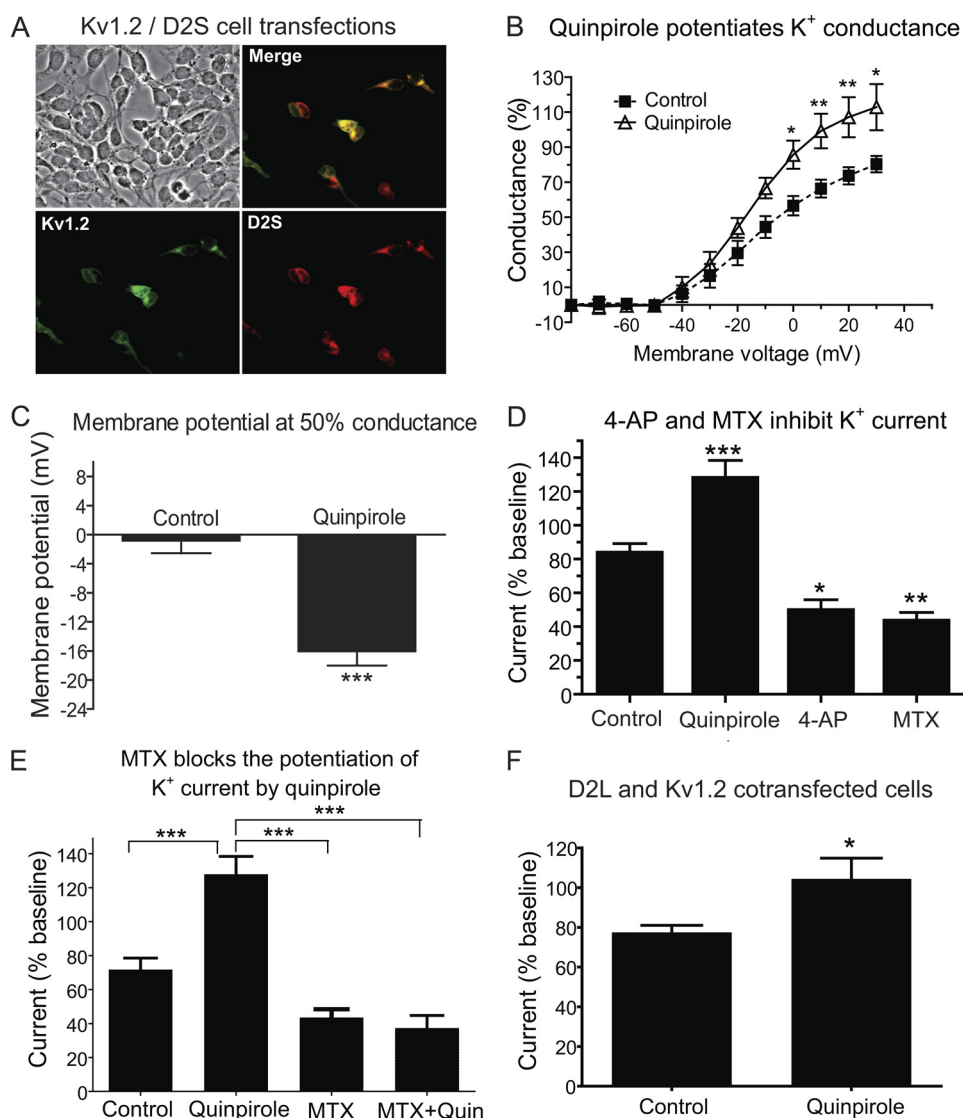 A
Kv1.2 / D2S cell transfections
Merge
Kv1.2
D2S
B
Quinpirole potentiates K⁺ conductance
130
110
90
70
50
30
10
-10
Conductance (%)
Control
Quinpirole
*
**
**
*
-60
-40
-20
0
20
40
Membrane voltage (mV)
C
Membrane potential at 50% conductance
8
4
0
-4
-8
-12
-16
-20
-24
Membrane potential (mV)
Control
Quinpirole
***
D
4-AP and MTX inhibit K⁺ current
140
120
100
80
60
40
20
0
Current (% baseline)
***
*
**
Control
Quinpirole
4-AP
MTX
E
MTX blocks the potentiation of
K⁺ current by quinpirole
***
***
***
140
120
100
80
60
40
20
0
Current (% baseline)
Control
Quinpirole
MTX
MTX+Quin
F
D2L and Kv1.2 cotransfected cells
120
100
80
60
40
20
0
Current (% baseline)
*
Control
Quinpirole